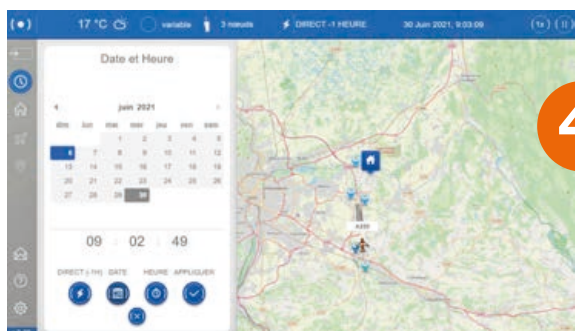 17 °C variable 3 nœuds DIRECT -1 HEURE 30 Juin 2021, 9:03:09 (1x)
Date et Heure
juin 2021
dim lun mar mer jeu ven sam
1 2 3 4 5
6 7 8 9 10 11 12
13 14 15 16 17 18 19
20 21 22 23 24 25 26
27 28 29 30
09 : 02 : 49
DIRECT (-1H) DATE HEURE APPLIQUER
4